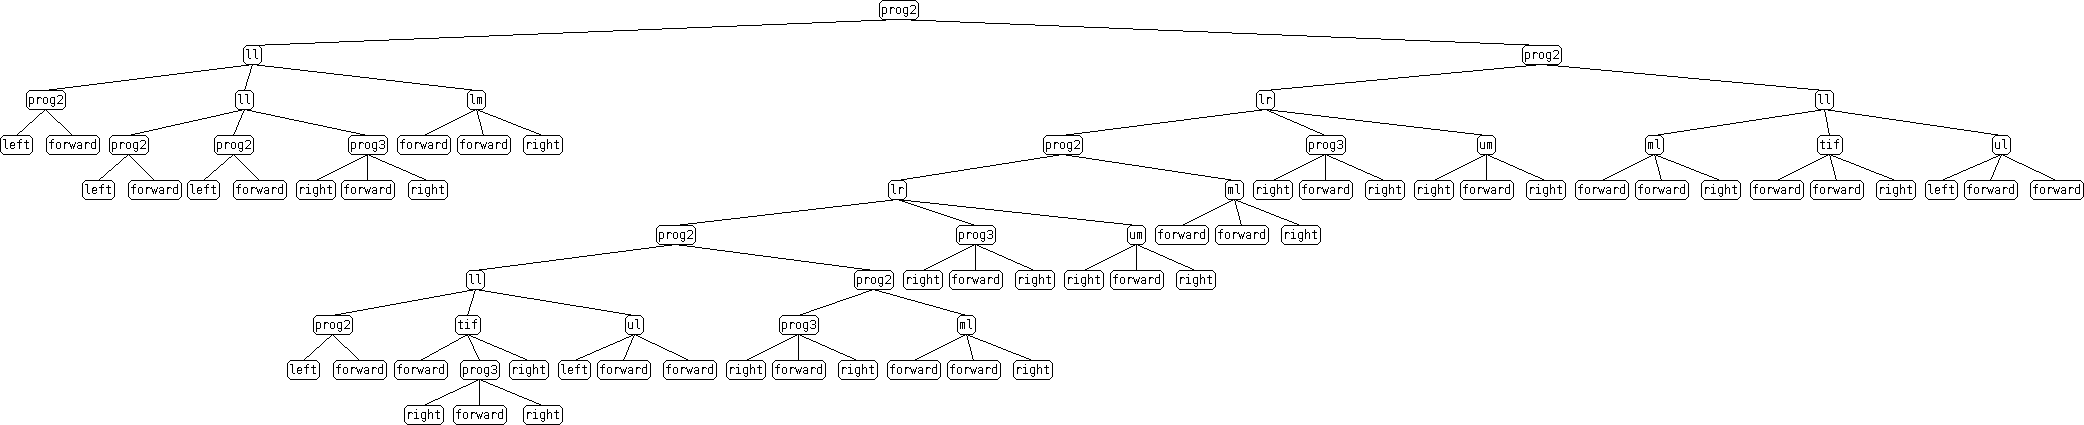 prog2
ll prog2
prog2 ll lm lr ll
left forward prog2 prog2 prog3 forward forward right prog2 prog3 um ml tif ul
left forward left forward right forward right lr ml right forward right right forward right forward forward right forward forward right left forward forward
prog2 prog3 um forward forward right
ll prog2 right forward right right forward right
prog2 tif ul prog3 ml
left forward forward prog3 right left forward forward right forward right forward forward right
right forward right